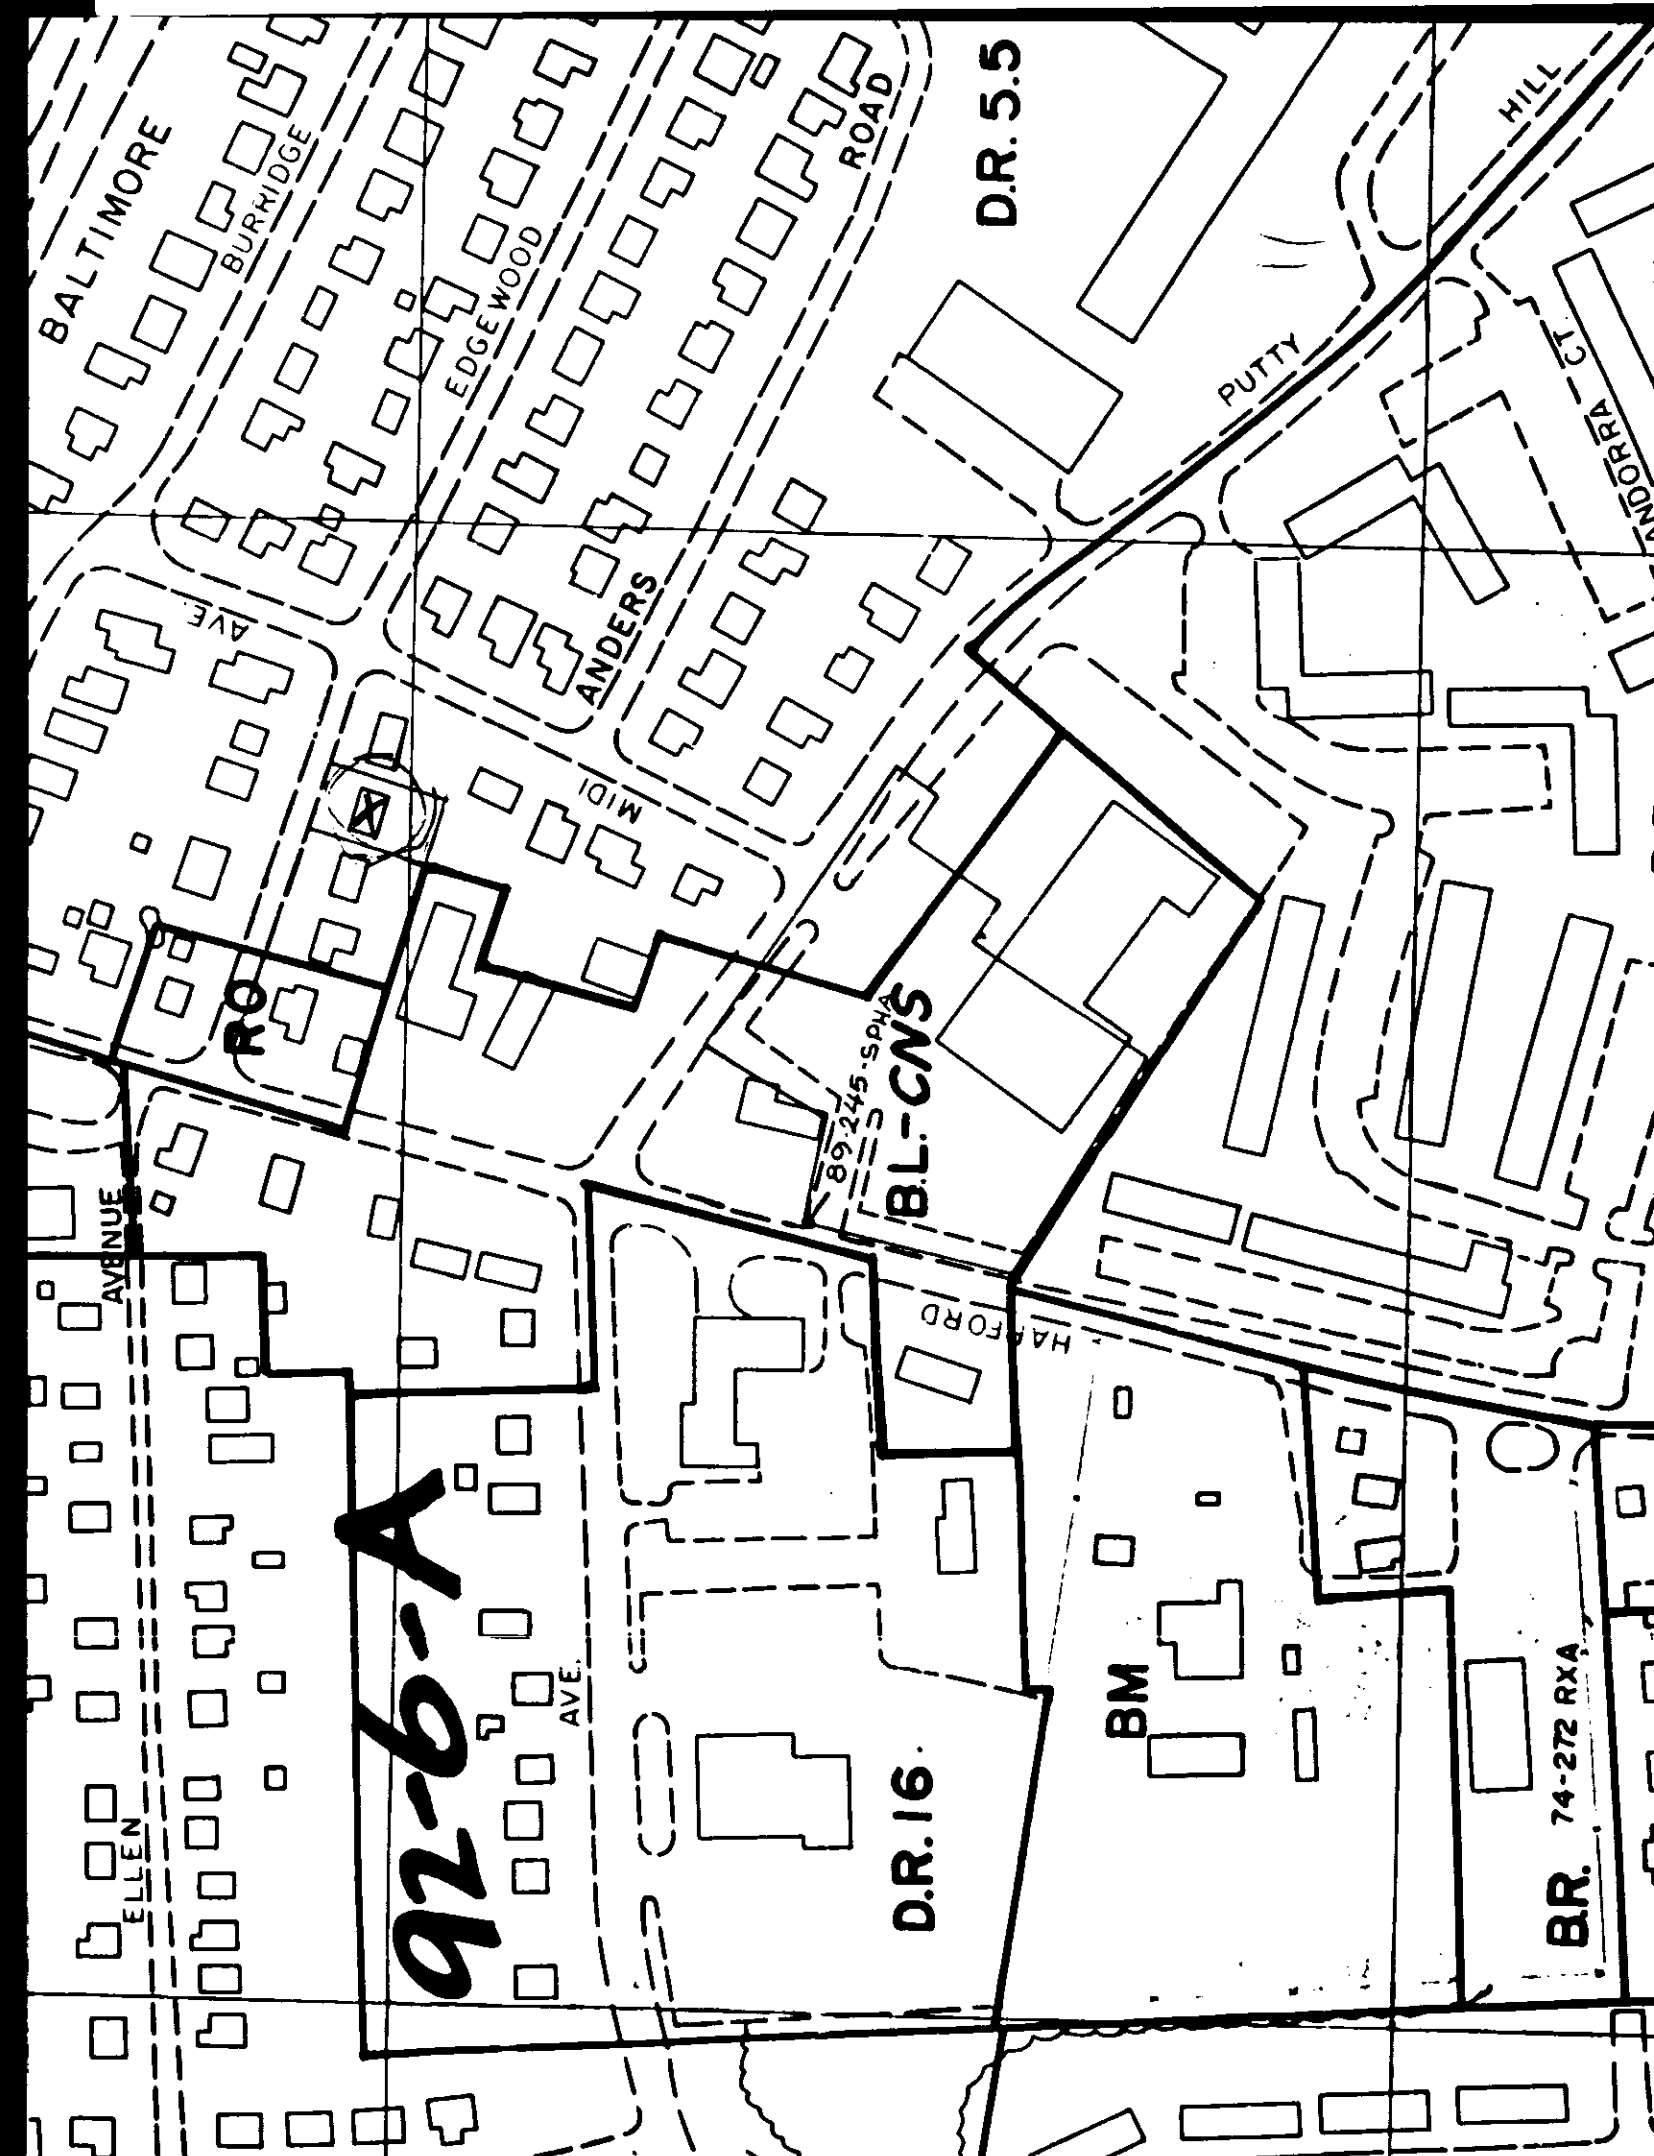 BALTIMORE
BURRIDGE
EDGEWOOD
ROAD
D.R. 5.5
HILL
PUTTY
ANDORRA CT
AVE.
ANDERS
MIDI
RO
89-245-SPHA
B.L.-CNS
AVENUE
HARFORD
92-6-A
AVE.
BM
74-272 RXA
D.R. 16
B.R.
ELLEN